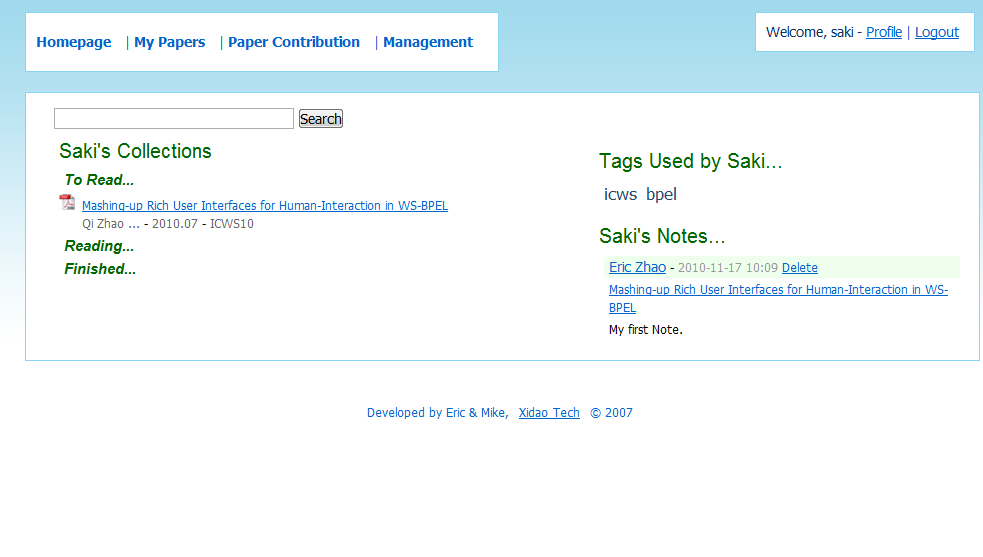 Homepage | My Papers | Paper Contribution | Management
Welcome, saki - Profile | Logout
Search
Saki's Collections
To Read...
Mashing-up Rich User Interfaces for Human-Interaction in WS-BPEL
Qi Zhao ... - 2010.07 - ICWS10
Reading...
Finished...
Tags Used by Saki...
icws bpel
Saki's Notes...
Eric Zhao - 2010-11-17 10:09 Delete
Mashing-up Rich User Interfaces for Human-Interaction in WS-
BPEL
My first Note.
Developed by Eric & Mike, Xidao Tech © 2007